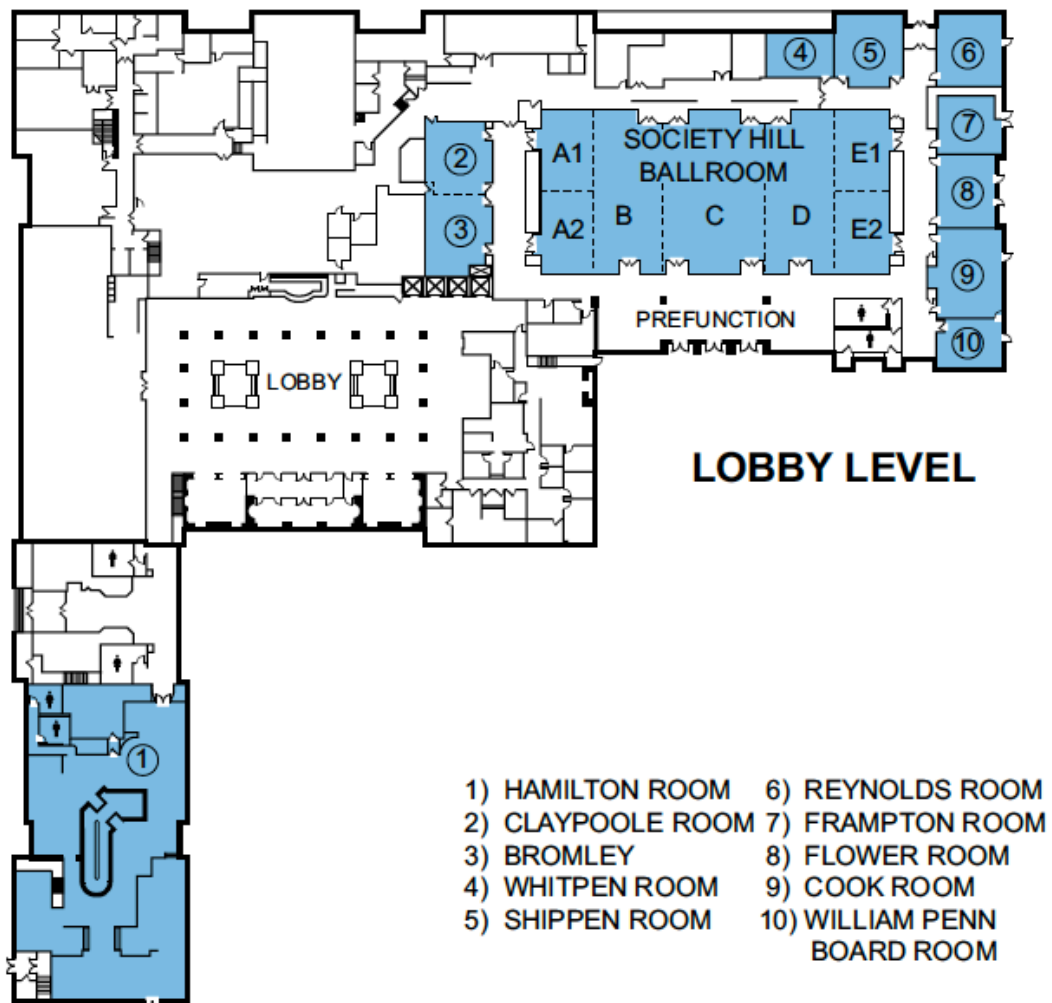 ④
⑤
⑥
②
A1
SOCIETY HILL
BALLROOM
E1
⑦
③
A2
B
C
D
E2
⑧
⑨
PREFUNCTION
⑩
LOBBY
LOBBY LEVEL
①
1) HAMILTON ROOM
2) CLAYPOOLE ROOM
3) BROMLEY
4) WHITPEN ROOM
5) SHIPPEN ROOM
6) REYNOLDS ROOM
7) FRAMPTON ROOM
8) FLOWER ROOM
9) COOK ROOM
10) WILLIAM PENN
BOARD ROOM